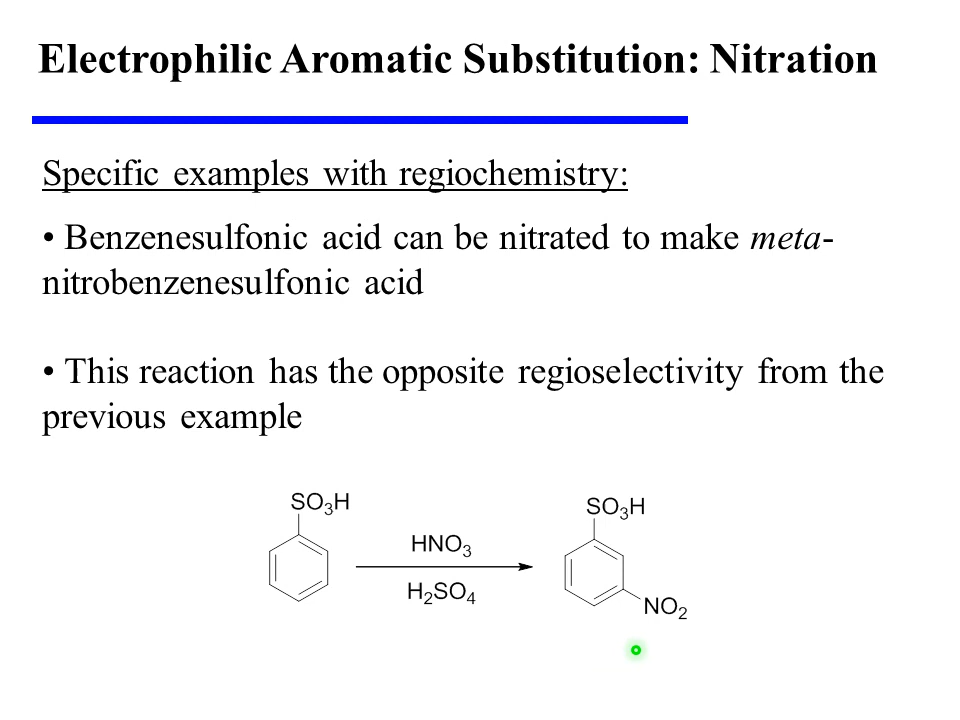 Electrophilic Aromatic Substitution: Nitration
Specific examples with regiochemistry:
• Benzenesulfonic acid can be nitrated to make meta-
nitrobenzenesulfonic acid
• This reaction has the opposite regioselectivity from the
previous example
SO3H
SO3H
HNO3
H2SO4
NO2